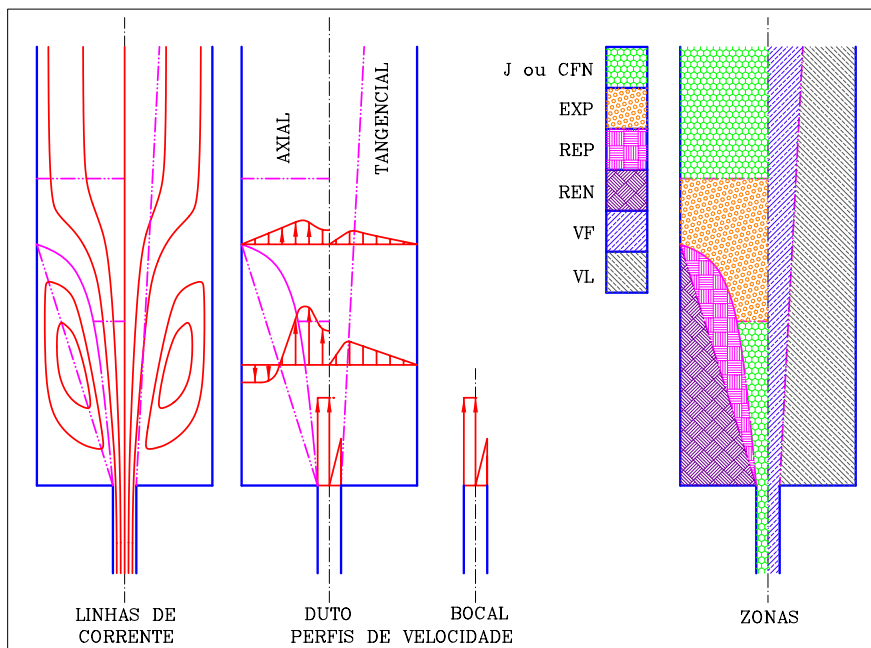 AXIAL
TANGENCIAL
J ou CFN
EXP
REP
REN
VF
VL
LINHAS DE
CORRENTE
DUTO
BOCAL
PERFIS DE VELOCIDADE
ZONAS